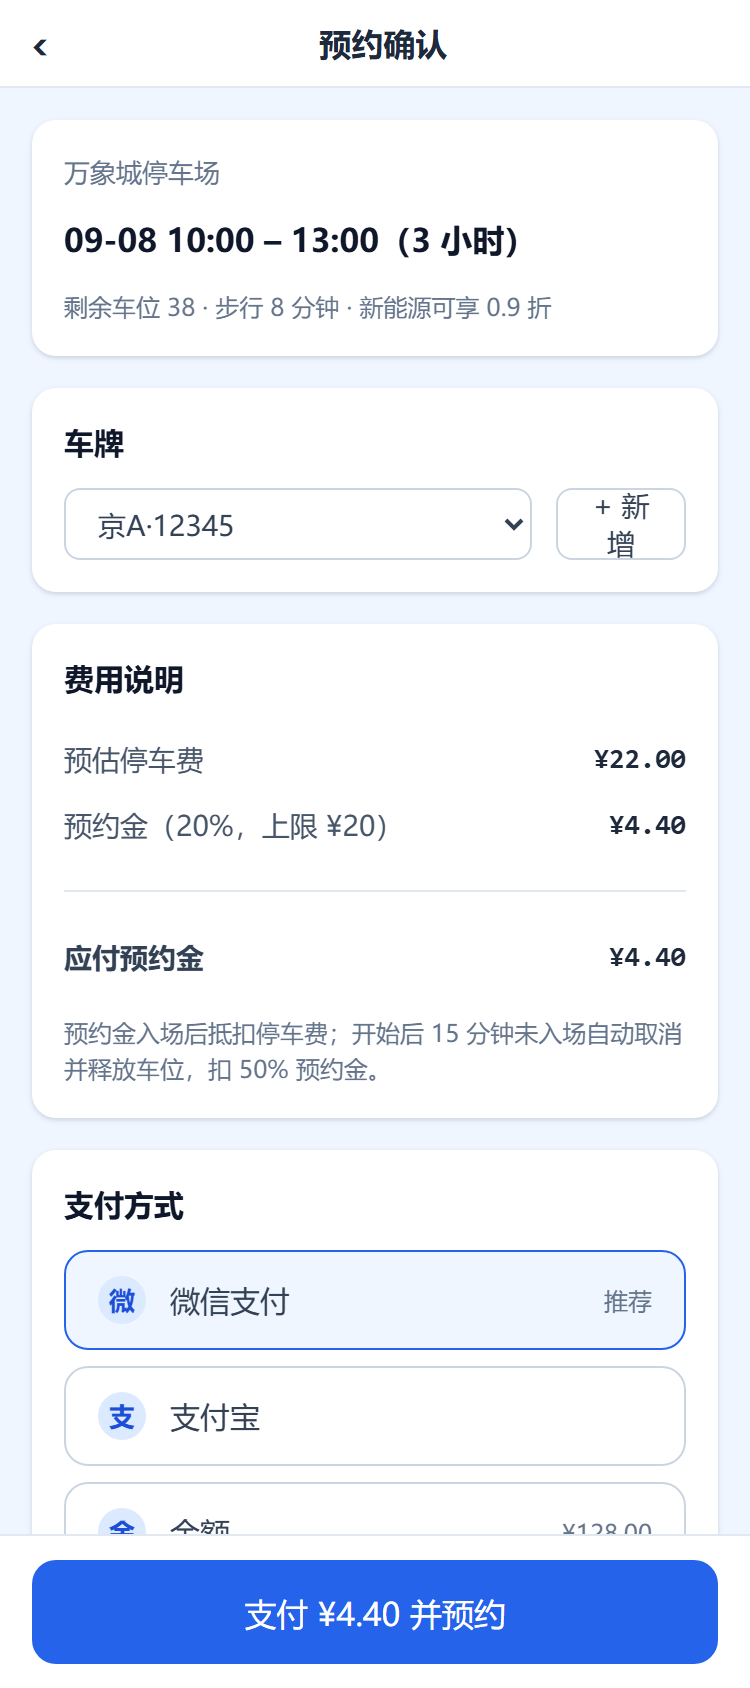 ‹
预约确认
万象城停车场
09-08 10:00 – 13:00（3 小时）
剩余车位 38 · 步行 8 分钟 · 新能源可享 0.9 折
车牌
京A·12345
+ 新
增
费用说明
预估停车费 ¥22.00
预约金（20%，上限 ¥20） ¥4.40
应付预约金 ¥4.40
预约金入场后抵扣停车费；开始后 15 分钟未入场自动取消
并释放车位，扣 50% 预约金。
支付方式
微 微信支付 推荐
支 支付宝
余额 ¥128.00
支付 ¥4.40 并预约